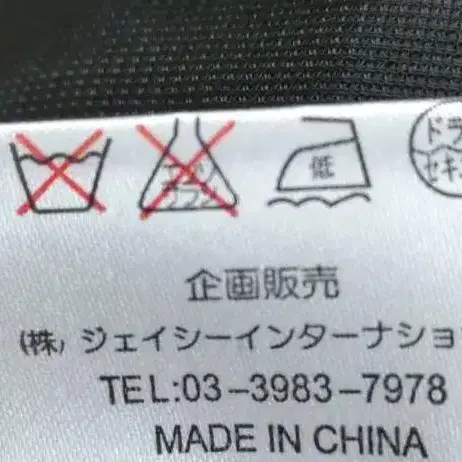 エンソ
サラシ
低
ドラ
セキ
企画販売
(株)ジェイシーインターナショ
TEL:03-3983-7978
MADE IN CHINA